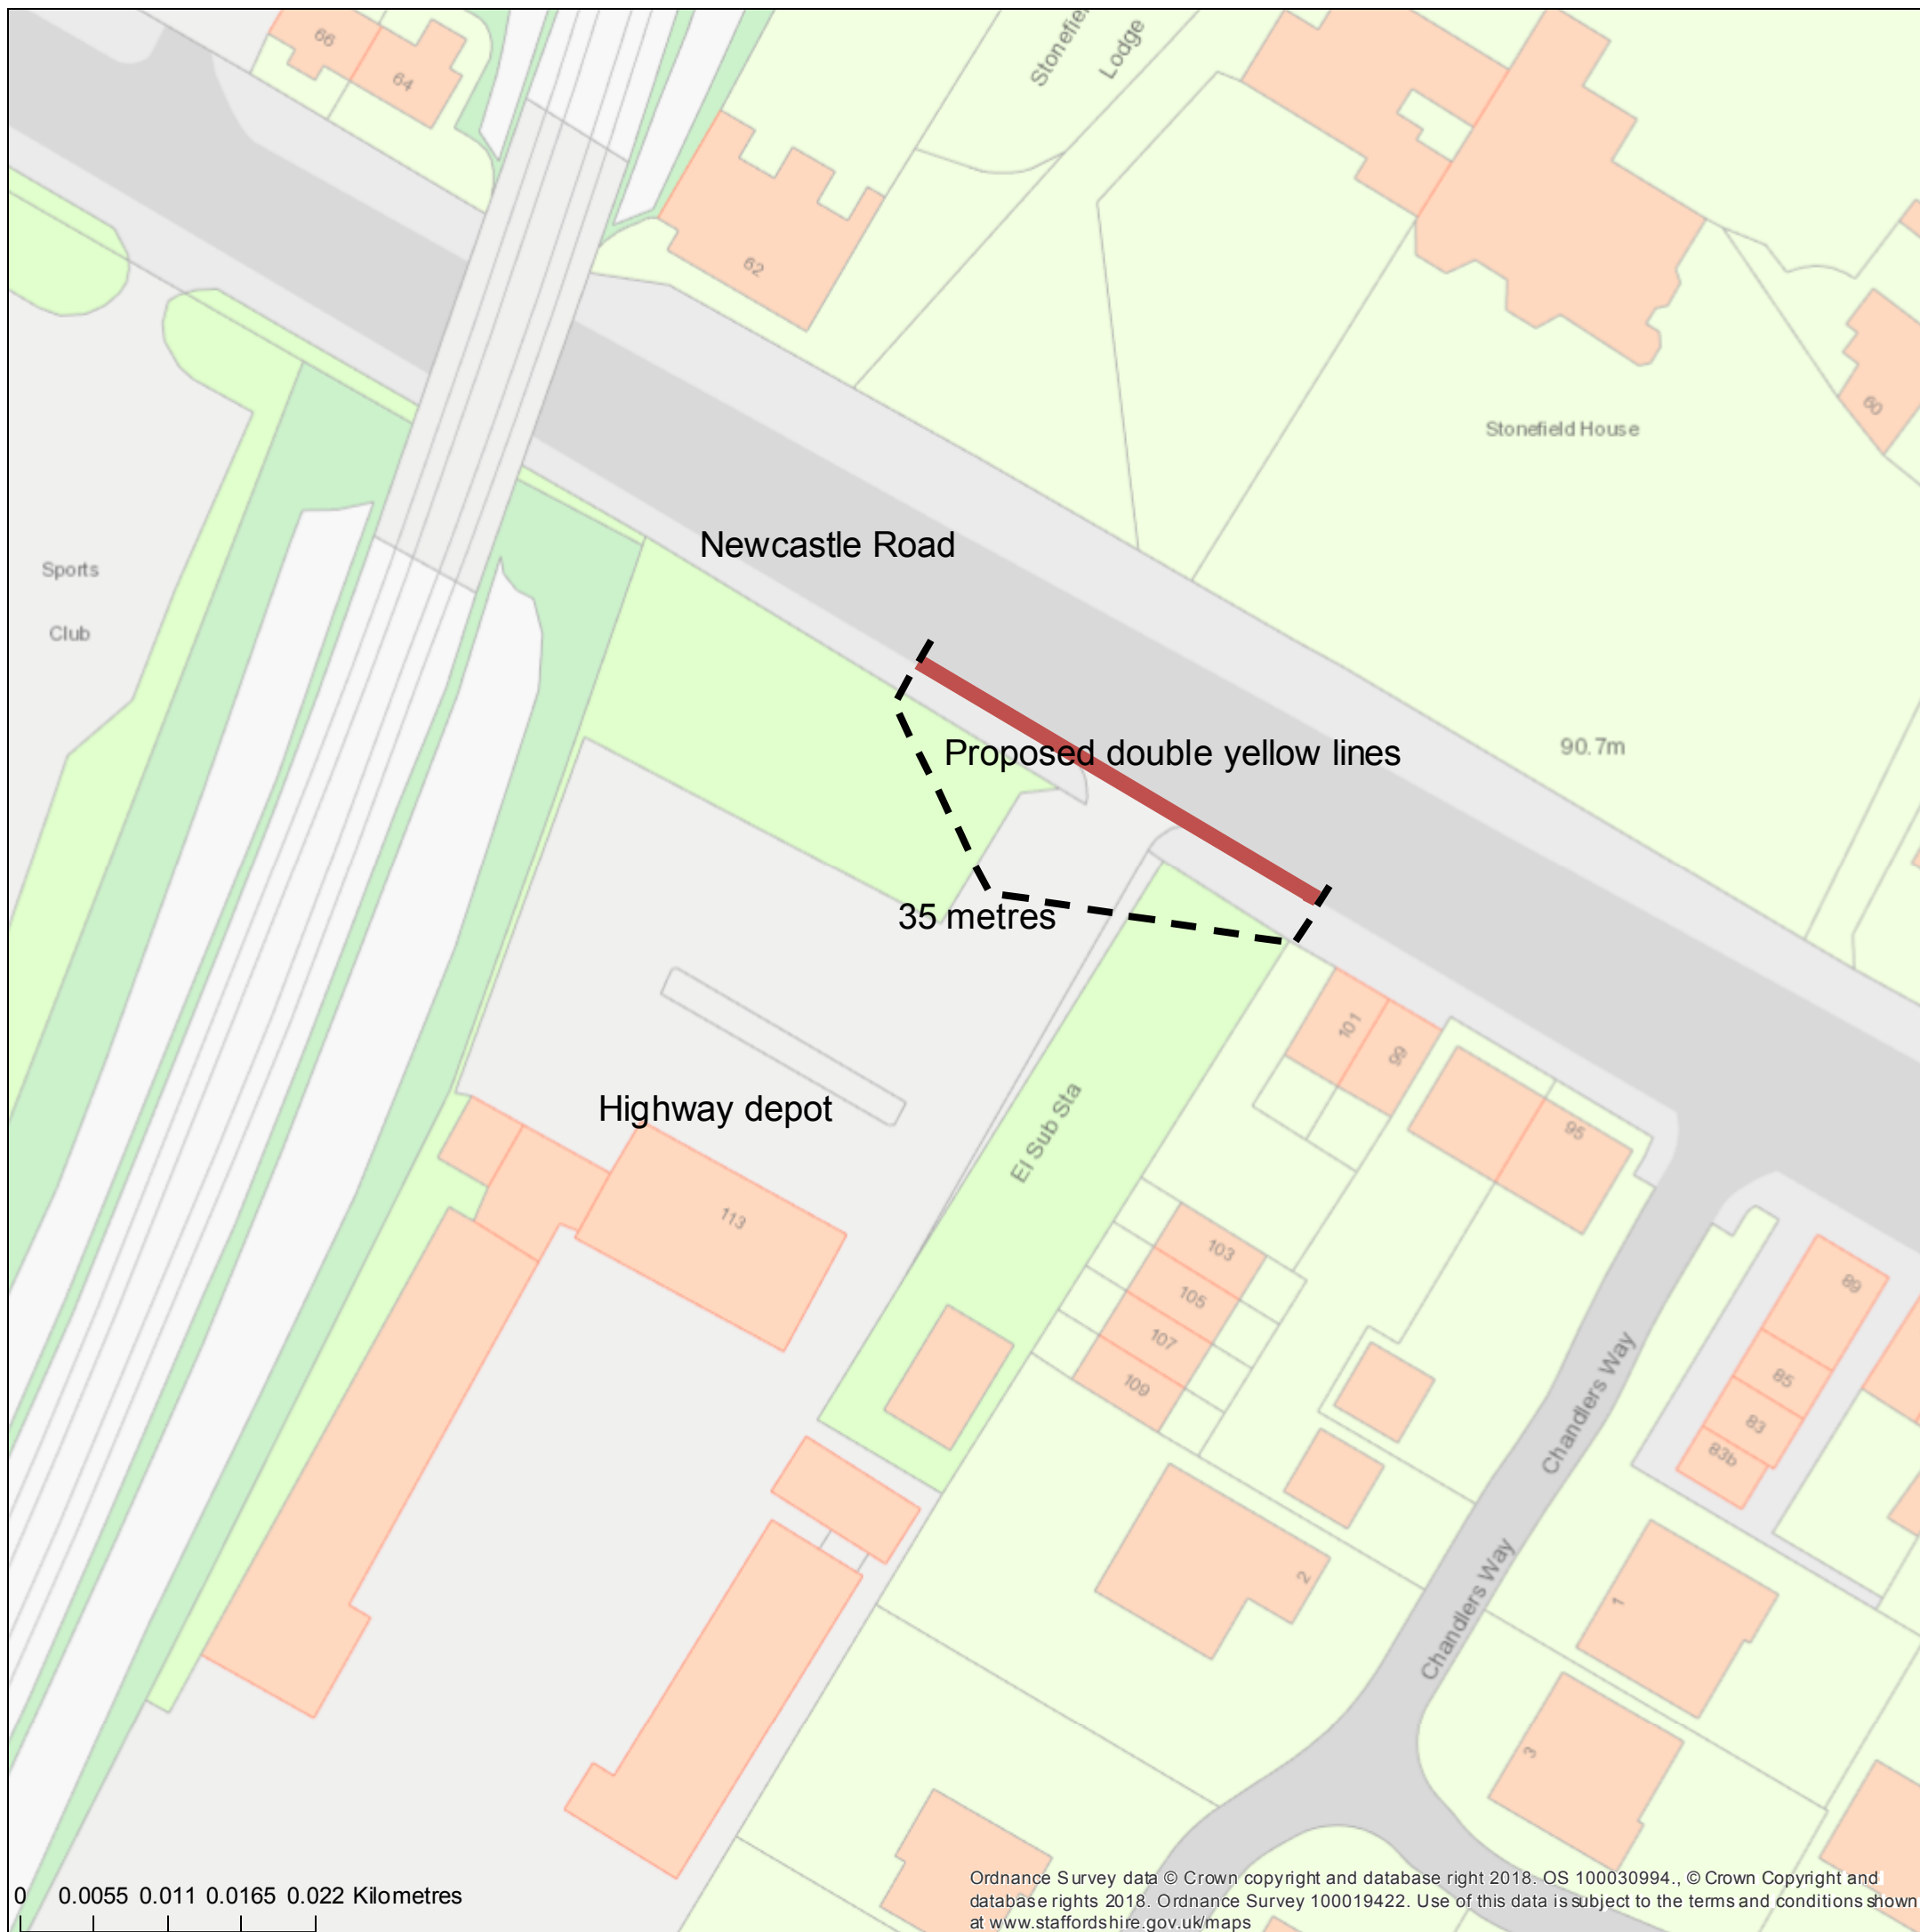 66
64
Stonefiel
Lodge
62
60
Stonefield House
Newcastle Road
Sports
Club
Proposed double yellow lines
90.7m
35 metres
101
99
Highway depot
El Sub Sta
95
113
103
105
107
109
89
85
83
83b
Chandlers Way
Chandlers Way
2
1
3
0 0.0055 0.011 0.0165 0.022 Kilometres
Ordnance Survey data © Crown copyright and database right 2018. OS 100030994., © Crown Copyright and
database rights 2018. Ordnance Survey 100019422. Use of this data is subject to the terms and conditions shown
at www.staffordshire.gov.uk/maps